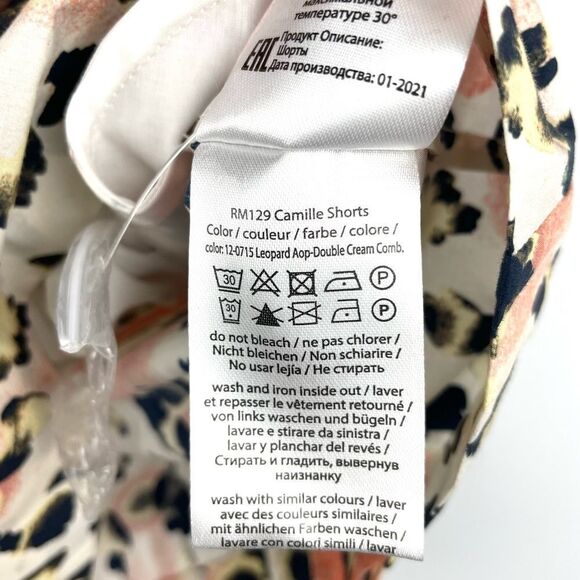 максимальной
температуре 30°
EAC
Продукт Описание:
Шорты
Дата производства: 01-2021
RM129 Camille Shorts
Color / couleur / farbe / colore /
color: 12-0715 Leopard Aop-Double Cream Comb.
30 P
30 P
do not bleach / ne pas chlorer /
Nicht bleichen / Non schiarire /
No usar lejía / Не стирать
wash and iron inside out / laver
et repasser le vêtement retourné /
von links waschen und bügeln /
lavare e stirare da sinistra /
lavar y planchar del revés /
Стирать и гладить, вывернув
наизнанку
wash with similar colours / laver
avec des couleurs similaires /
mit ähnlichen Farben waschen /
lavare con colori simili / lavar